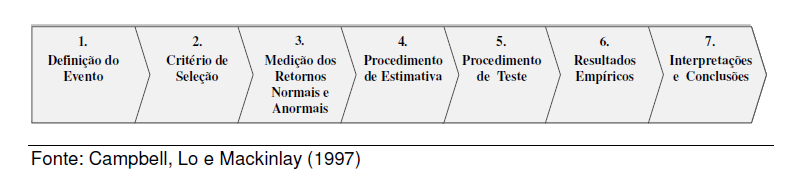 1.
Definição do
Evento
2.
Critério de
Seleção
3.
Medição dos
Retornos
Normais e
Anormais
4.
Procedimento
de Estimativa
5.
Procedimento
de Teste
6.
Resultados
Empíricos
7.
Interpretações
e Conclusões
Fonte: Campbell, Lo e Mackinlay (1997)